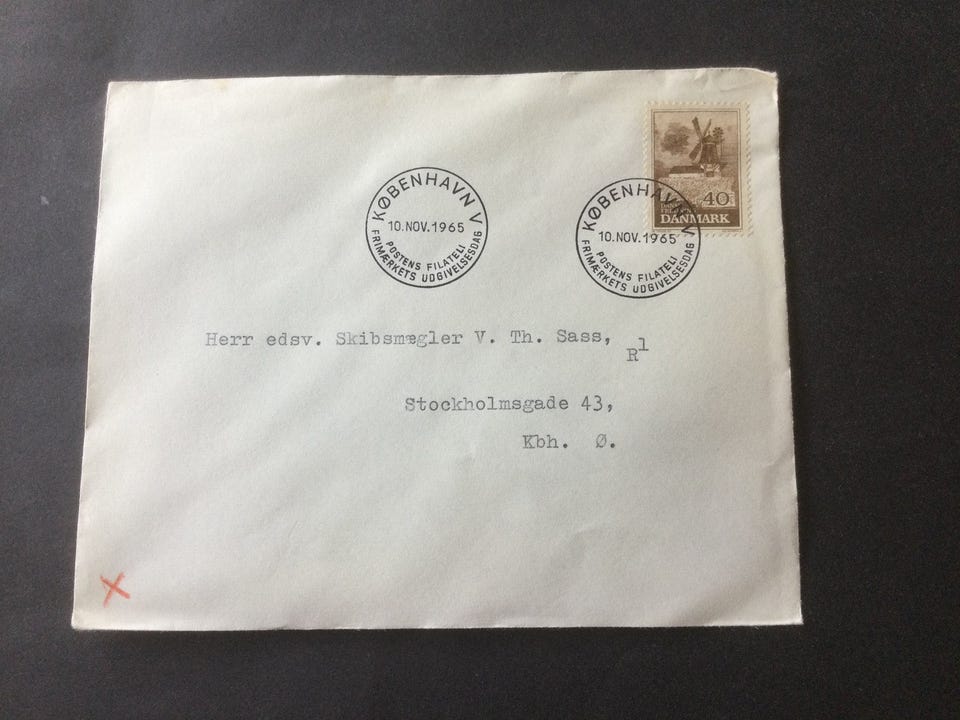 KØBENHAVN V
10.NOV.1965
POSTENS FILATELI
FRIMÆRKETS UDGIVELSESDAG
KØBENHAVN V
10.NOV.1965
POSTENS FILATELI
FRIMÆRKETS UDGIVELSESDAG
40
DANMARK
Herr edsv. Skibsmægler V. Th. Sass, R1
Stockholmsgade 43,
Kbh. Ø.